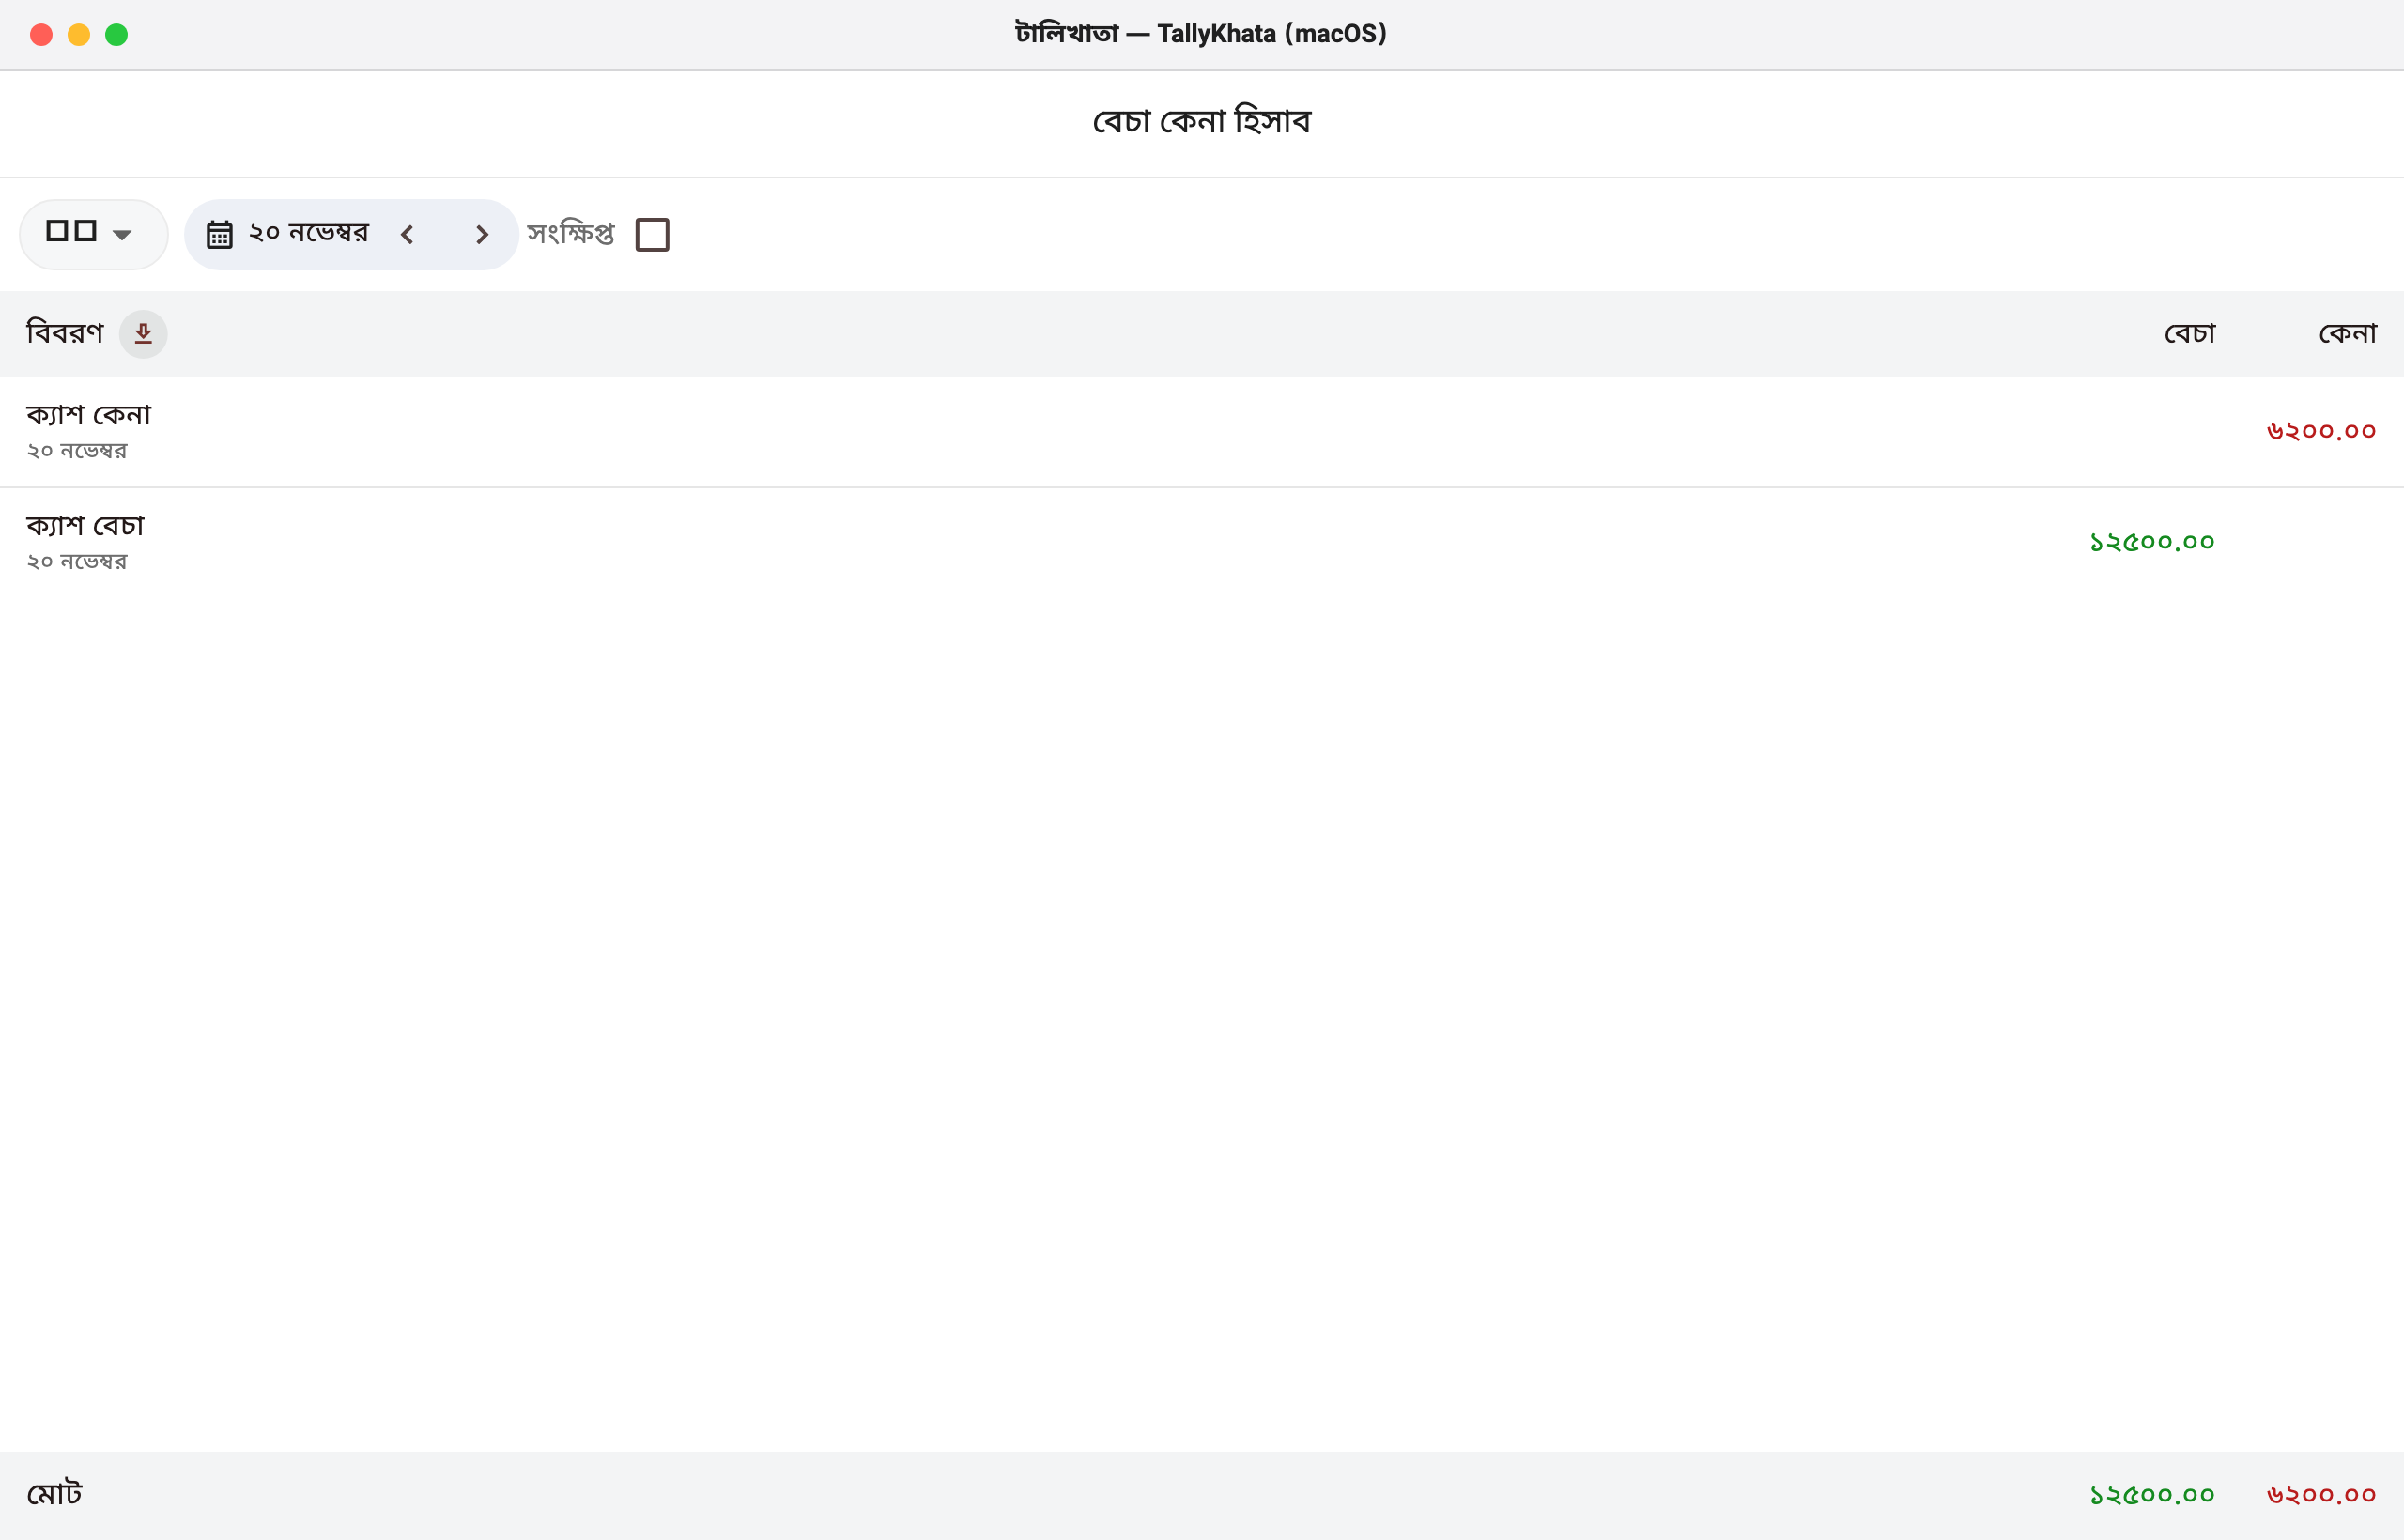 টালিখাতা — TallyKhata (macOS)
বেচা কেনা হিসাব
২০ নভেম্বর সংক্ষিপ্ত
বিবরণ বেচা কেনা
ক্যাশ কেনা ৬২০০.০০
২০ নভেম্বর
ক্যাশ বেচা ১২৫০০.০০
২০ নভেম্বর
মোট ১২৫০০.০০ ৬২০০.০০